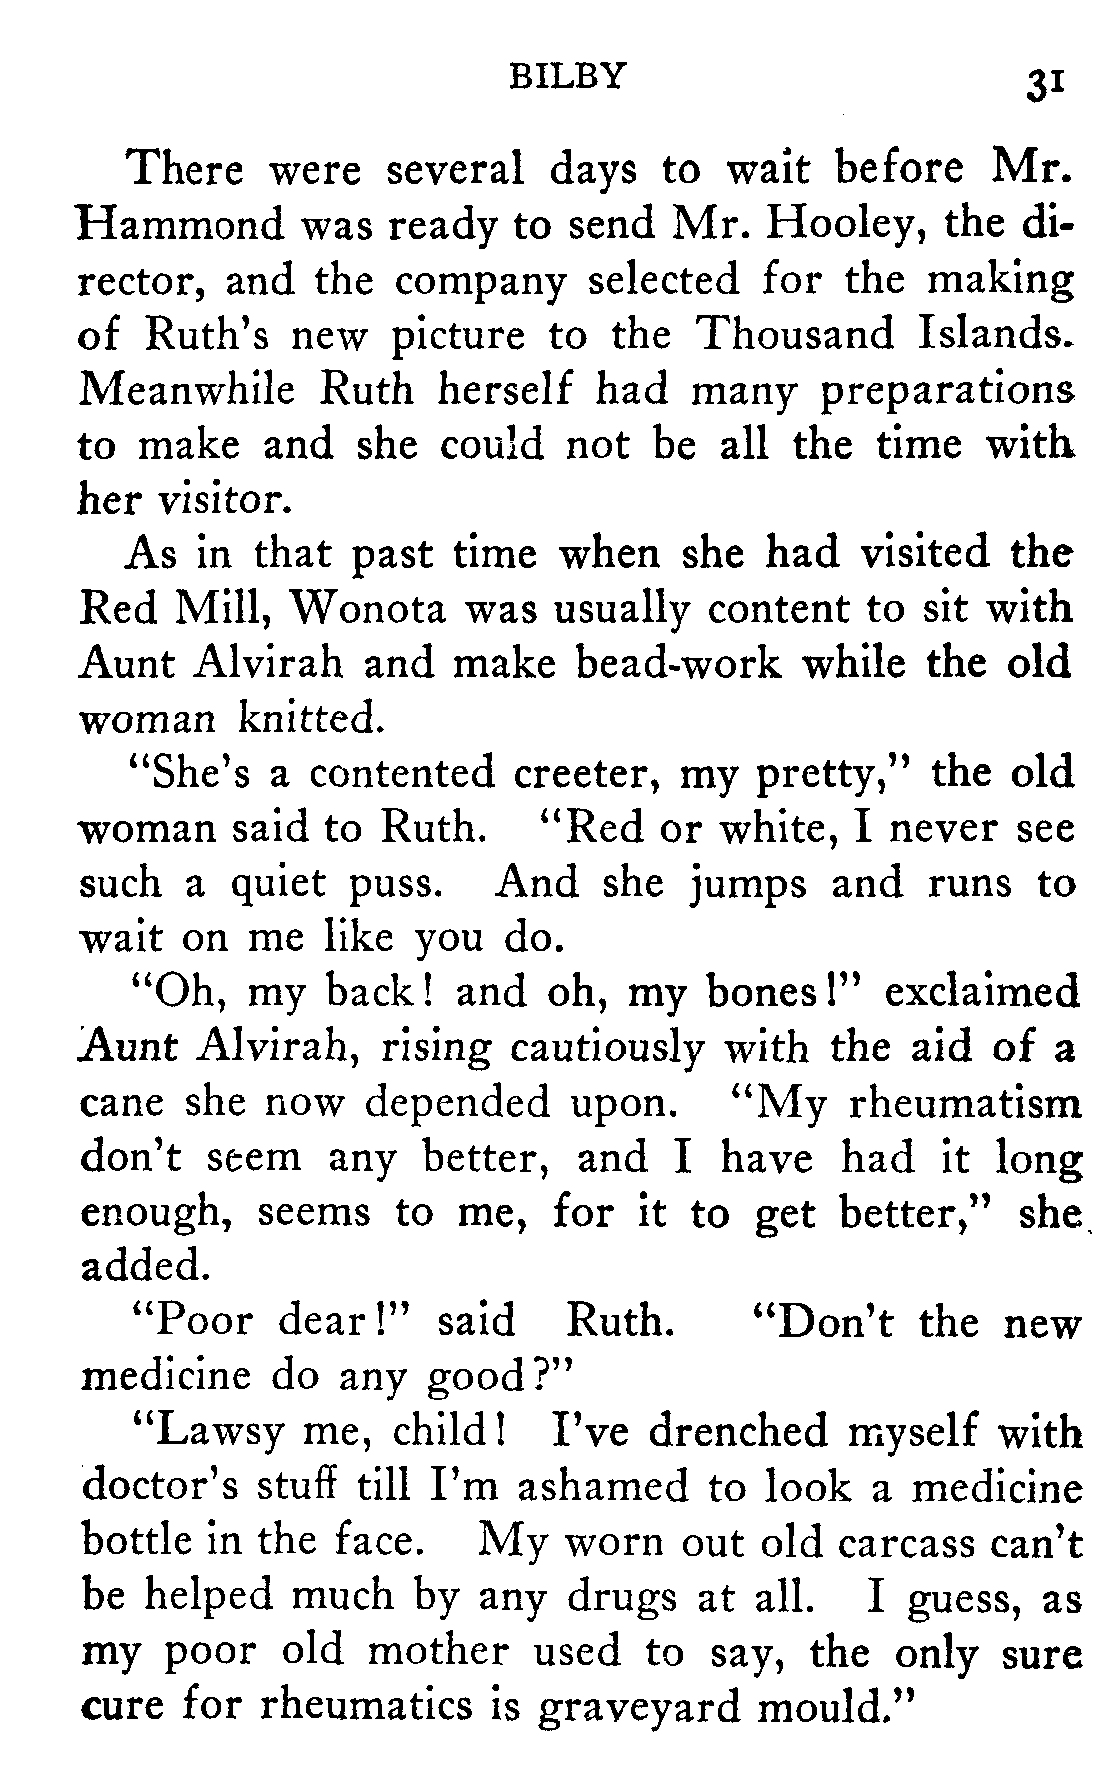 BILBY 31
There were several days to wait before Mr.
Hammond was ready to send Mr. Hooley, the di-
rector, and the company selected for the making
of Ruth's new picture to the Thousand Islands.
Meanwhile Ruth herself had many preparations
to make and she could not be all the time with
her visitor.
As in that past time when she had visited the
Red Mill, Wonota was usually content to sit with
Aunt Alvirah and make bead-work while the old
woman knitted.
“She's a contented creeter, my pretty,” the old
woman said to Ruth. “Red or white, I never see
such a quiet puss. And she jumps and runs to
wait on me like you do.
“Oh, my back! and oh, my bones!” exclaimed
Aunt Alvirah, rising cautiously with the aid of a
cane she now depended upon. “My rheumatism
don't seem any better, and I have had it long
enough, seems to me, for it to get better,” she
added.
“Poor dear!” said Ruth. “Don't the new
medicine do any good?”
“Lawsy me, child! I've drenched myself with
doctor's stuff till I'm ashamed to look a medicine
bottle in the face. My worn out old carcass can't
be helped much by any drugs at all. I guess, as
my poor old mother used to say, the only sure
cure for rheumatics is graveyard mould.”